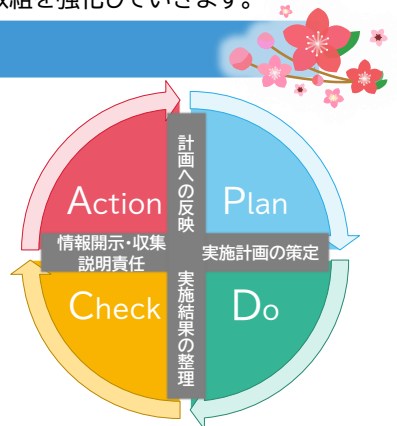 取組を強化していきます。
Action
Plan
計画への反映
情報開示・収集
説明責任
実施計画の策定
Check
Do
実施結果の整理